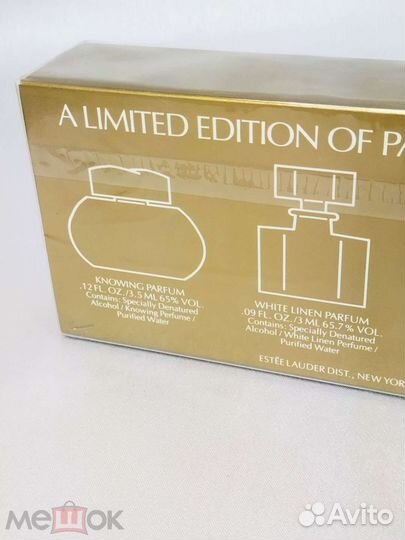 A LIMITED EDITION OF PA
KNOWING PARFUM
.12 FL. OZ./3.5 ML 65% VOL.
Contains: Specially Denatured
Alcohol / Knowing Perfume /
Purified Water
WHITE LINEN PARFUM
.09 FL. OZ./3 ML 65.7% VOL.
Contains: Specially Denatured
Alcohol / White Linen Perfume /
Purified Water
ESTÉE LAUDER DIST., NEW YOR
мешок
Avito